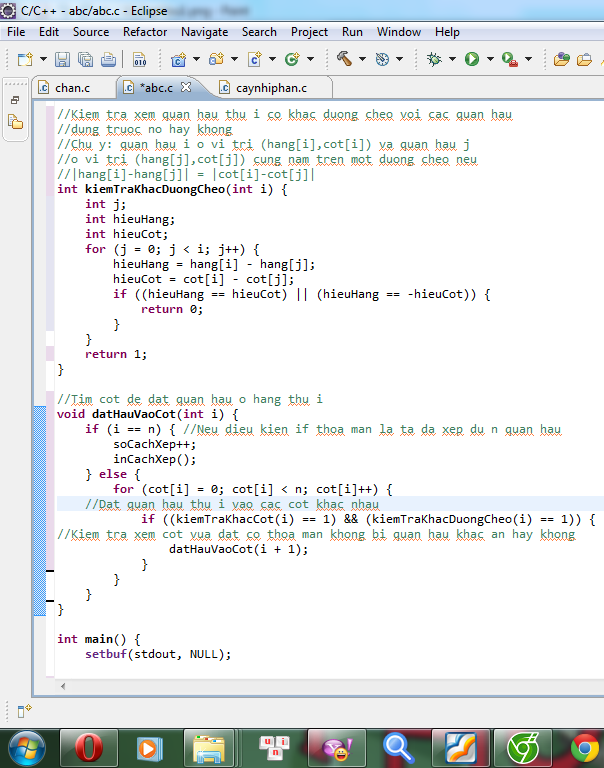 C/C++ - abc/abc.c - Eclipse
File Edit Source Refactor Navigate Search Project Run Window Help
010
chan.c *abc.c caynhiphan.c
//Kiem tra xem quan hau thu i co khac duong cheo voi cac quan hau
//dung truoc no hay khong
//Chu y: quan hau i o vi tri (hang[i],cot[i]) va quan hau j
//o vi tri (hang[j],cot[j]) cung nam tren mot duong cheo neu
//|hang[i]-hang[j]| = |cot[i]-cot[j]|
int kiemTraKhacDuongCheo(int i) {
int j;
int hieuHang;
int hieuCot;
for (j = 0; j < i; j++) {
hieuHang = hang[i] - hang[j];
hieuCot = cot[i] - cot[j];
if ((hieuHang == hieuCot) || (hieuHang == -hieuCot)) {
return 0;
}
}
return 1;
}
//Tim cot de dat quan hau o hang thu i
void datHauVaoCot(int i) {
if (i == n) { //Neu dieu kien if thoa man la ta da xep du n quan hau
soCachXep++;
inCachXep();
} else {
for (cot[i] = 0; cot[i] < n; cot[i]++) {
//Dat quan hau thu i vao cac cot khac nhau
if ((kiemTraKhacCot(i) == 1) && (kiemTraKhacDuongCheo(i) == 1)) {
//Kiem tra xem cot vua dat co thoa man khong bi quan hau khac an hay khong
datHauVaoCot(i + 1);
}
}
}
}
int main() {
setbuf(stdout, NULL);